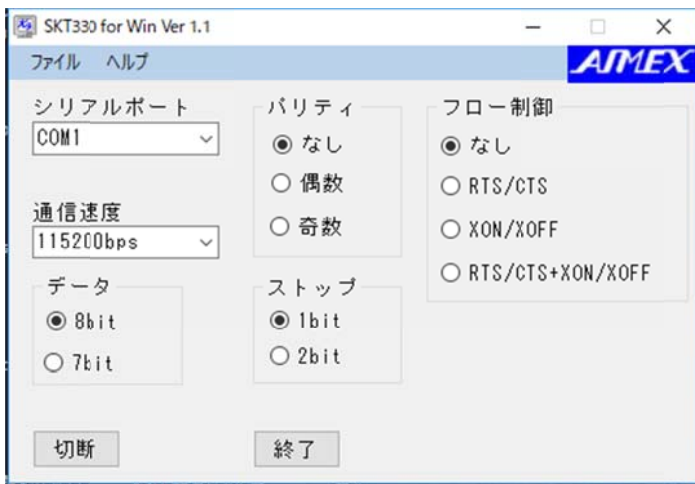 SKT330 for Win Ver 1.1
ファイル ヘルプ
AIMEX
シリアルポート
COM1
通信速度
115200bps
データ
8bit
7bit
パリティ
なし
偶数
奇数
ストップ
1bit
2bit
フロー制御
なし
RTS/CTS
XON/XOFF
RTS/CTS+XON/XOFF
切断
終了